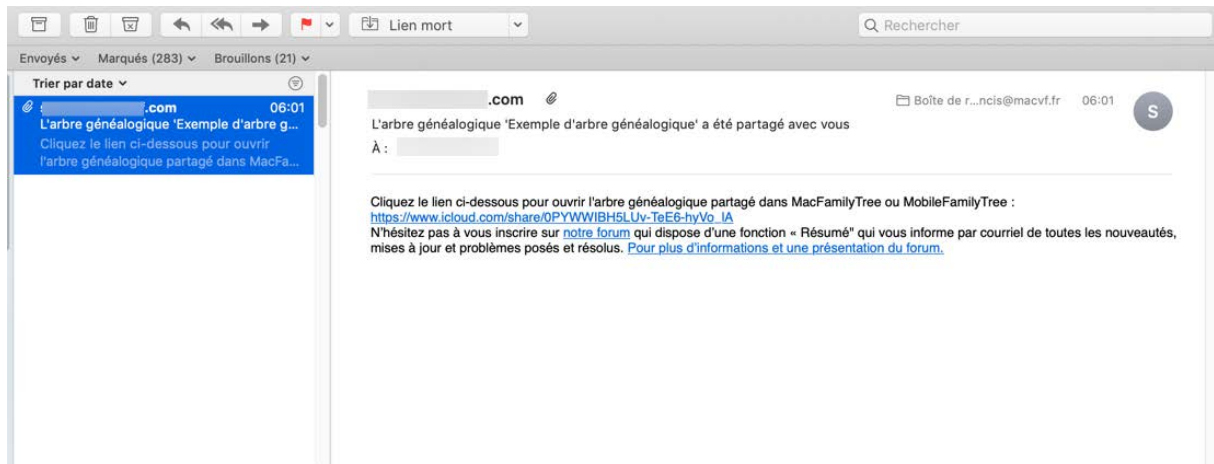 Lien mort
Rechercher
Envoyés Marqués (283) Brouillons (21)
Trier par date
.com 06:01
L'arbre généalogique 'Exemple d'arbre g...
Cliquez le lien ci-dessous pour ouvrir
l'arbre généalogique partagé dans MacFa...
.com
Boîte de r...ncis@macvf.fr 06:01
S
L'arbre généalogique 'Exemple d'arbre généalogique' a été partagé avec vous
À :
Cliquez le lien ci-dessous pour ouvrir l'arbre généalogique partagé dans MacFamilyTree ou MobileFamilyTree :
https://www.icloud.com/share/0PYWWIBH5LUv-TeE6-hyVo_lA
N'hésitez pas à vous inscrire sur notre forum qui dispose d'une fonction « Résumé" qui vous informe par courriel de toutes les nouveautés,
mises à jour et problèmes posés et résolus. Pour plus d'informations et une présentation du forum.